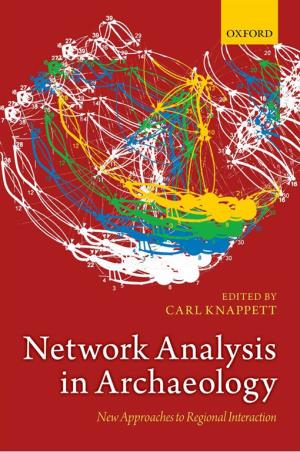 OXFORD
EDITED BY
CARL KNAPPETT
Network Analysis
in Archaeology
New Approaches to Regional Interaction